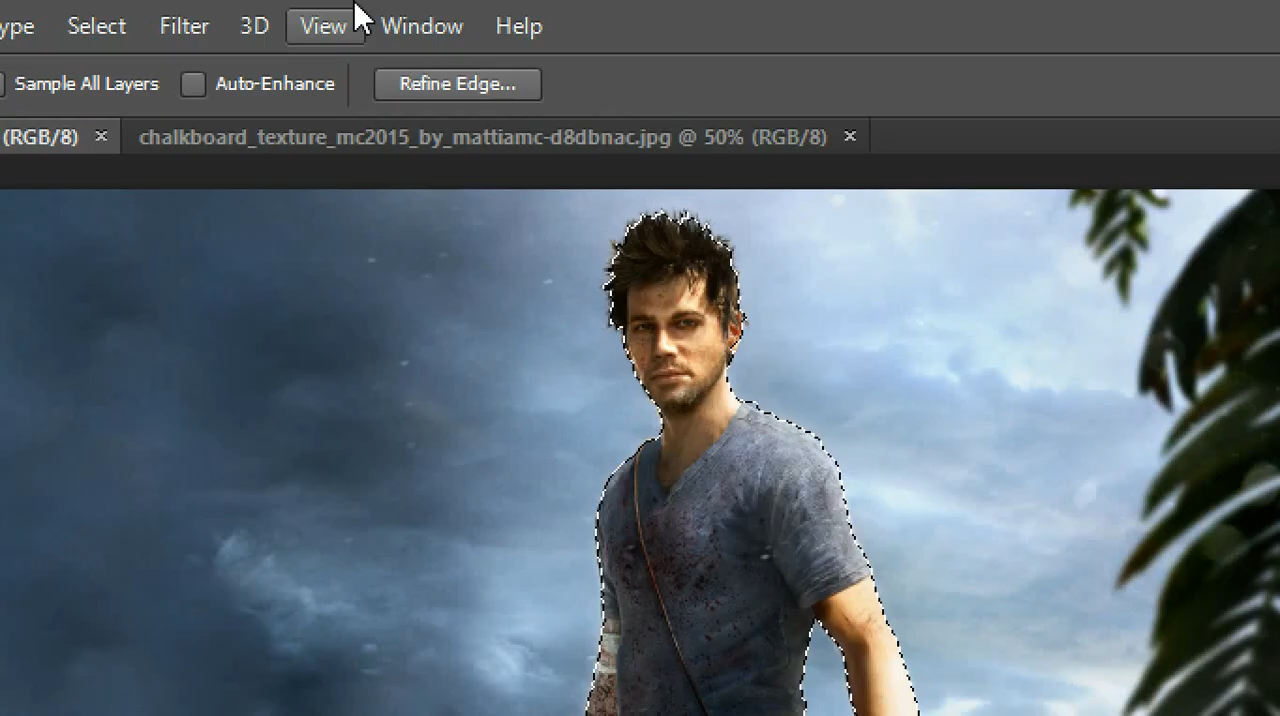 ype Select Filter 3D View Window Help
Sample All Layers Auto-Enhance Refine Edge...
(RGB/8) × chalkboard_texture_mc2015_by_mattiamc-d8dbnac.jpg @ 50% (RGB/8) ×